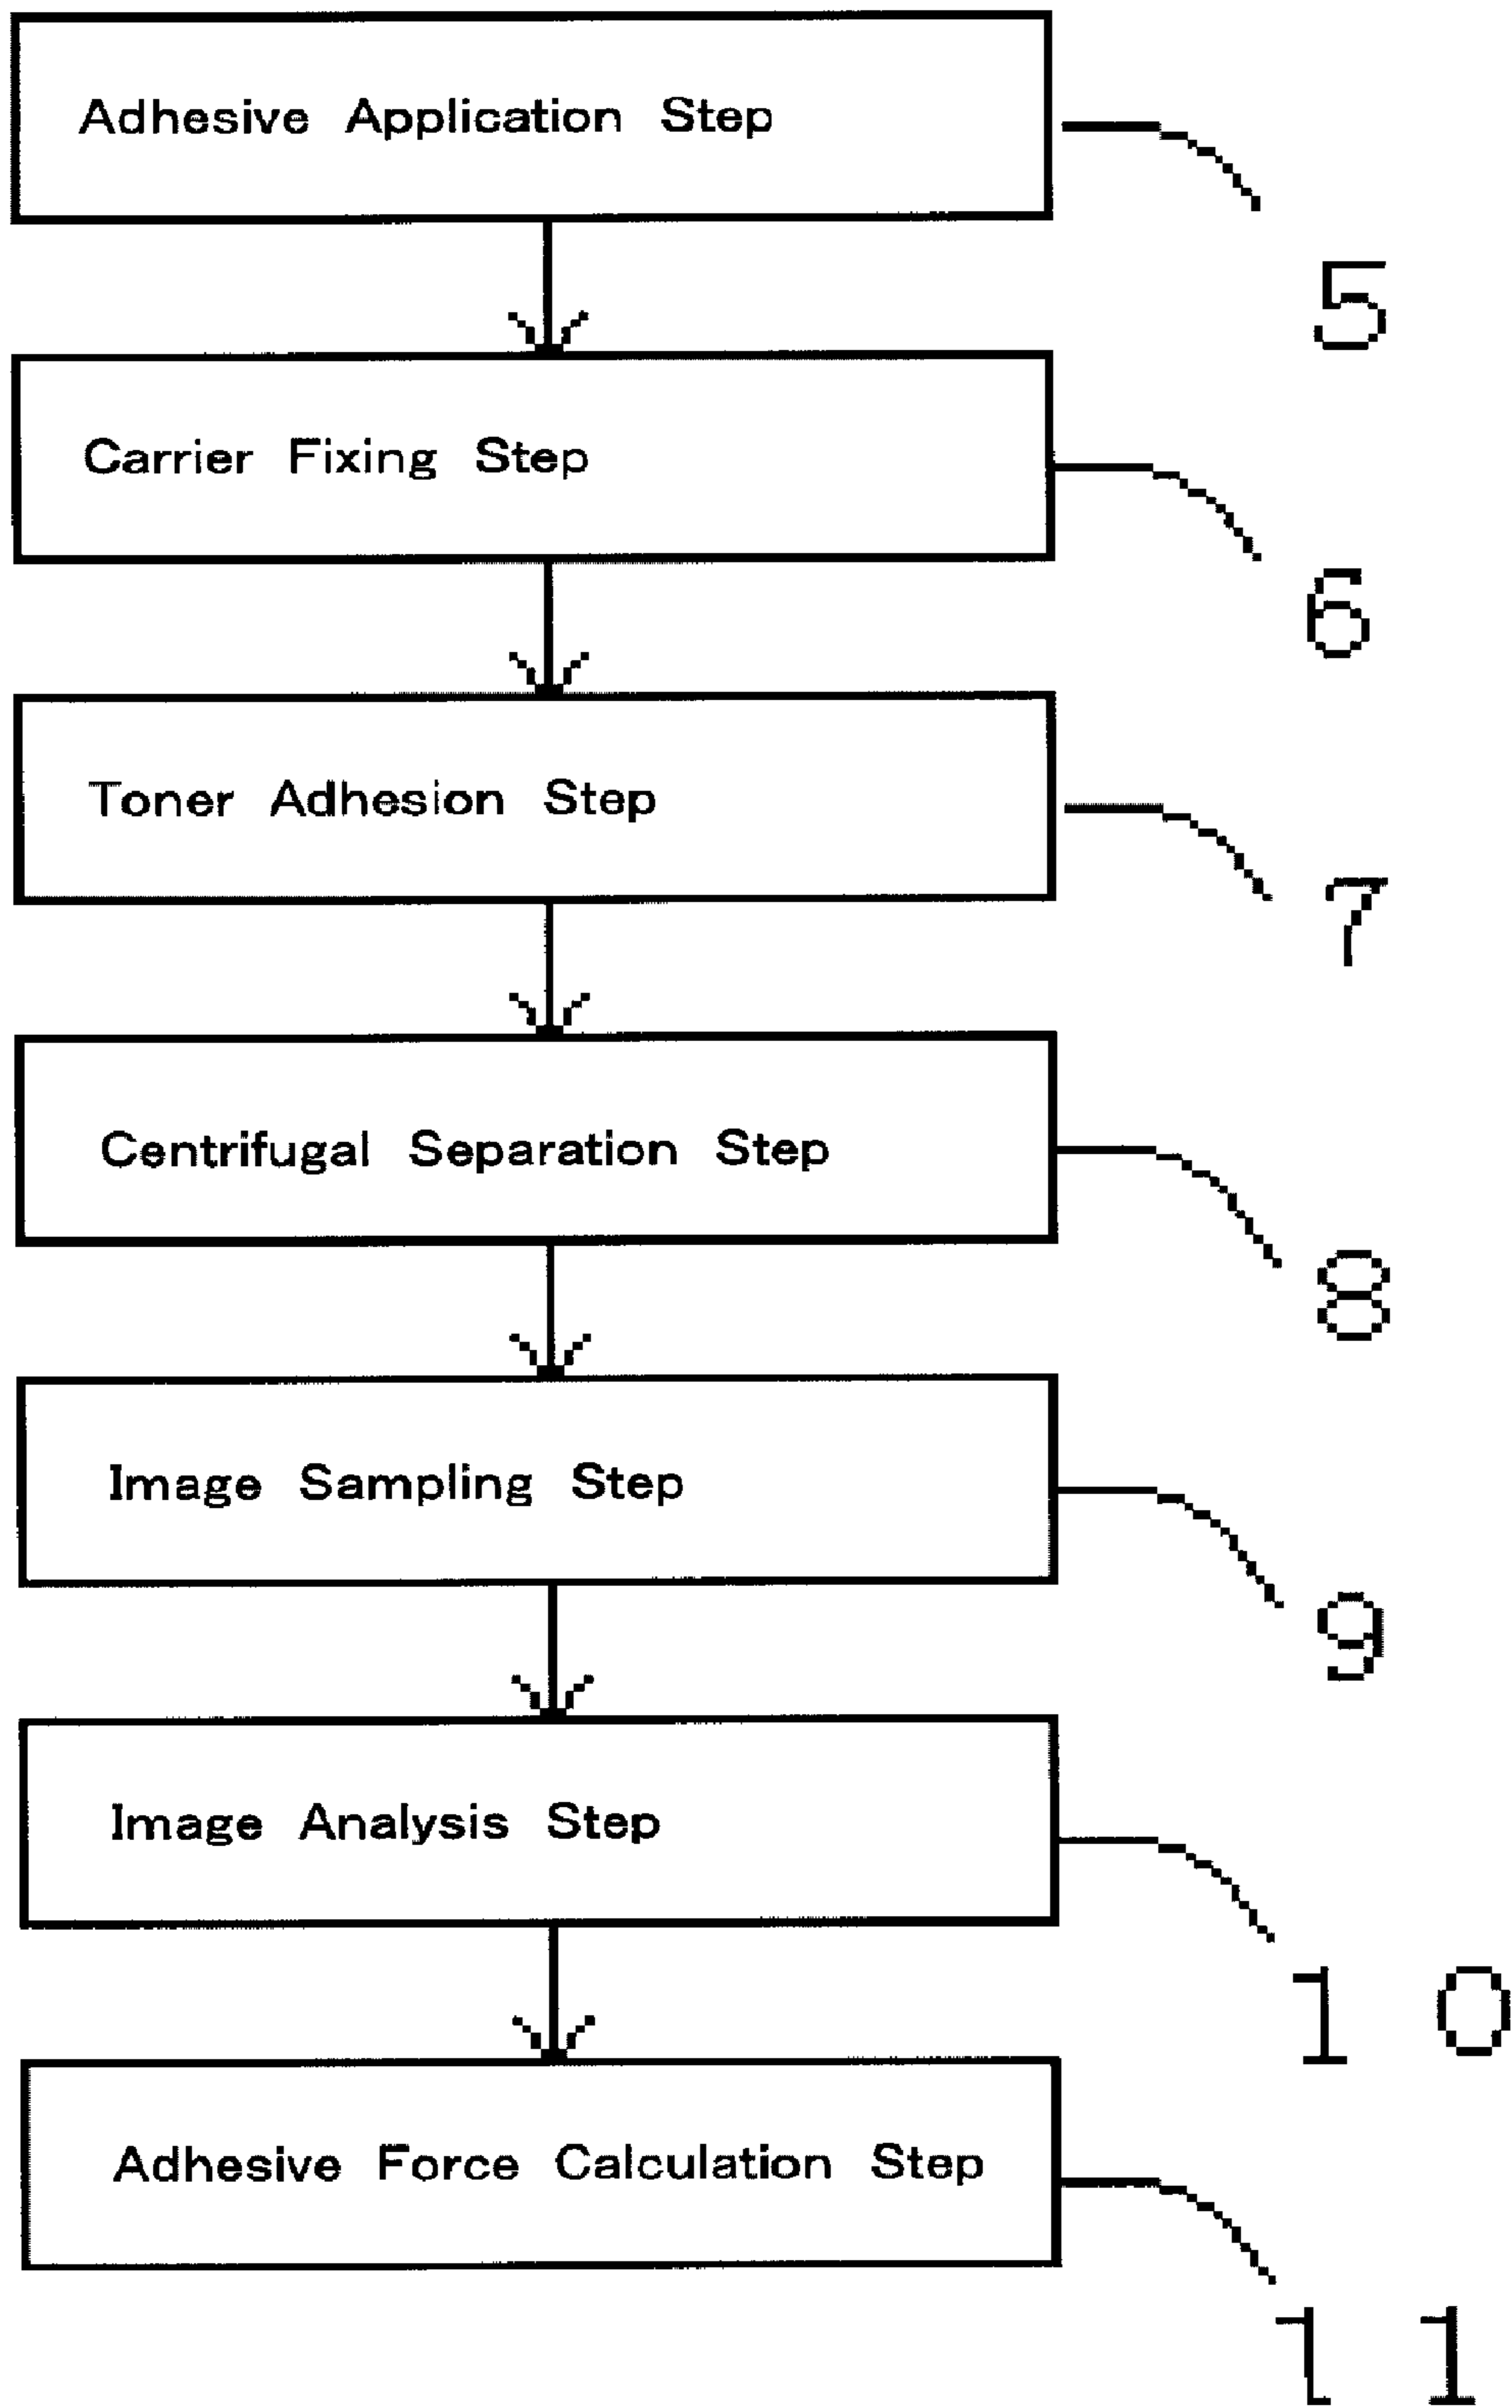 Adhesive Application Step
5
Carrier Fixing Step
6
Toner Adhesion Step
7
Centrifugal Separation Step
8
Image Sampling Step
9
Image Analysis Step
10
Adhesive Force Calculation Step
11